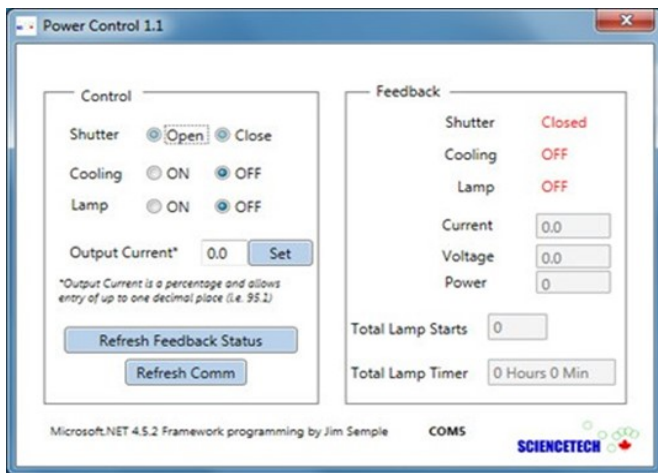 Power Control 1.1
Control
Shutter Open Close
Cooling ON OFF
Lamp ON OFF
Output Current* 0.0 Set
*Output Current is a percentage and allows
entry of up to one decimal place (i.e. 95.1)
Refresh Feedback Status
Refresh Comm
Feedback
Shutter Closed
Cooling OFF
Lamp OFF
Current 0.0
Voltage 0.0
Power 0
Total Lamp Starts 0
Total Lamp Timer 0 Hours 0 Min
Microsoft.NET 4.5.2 Framework programming by Jim Semple COM5
SCIENCETECH